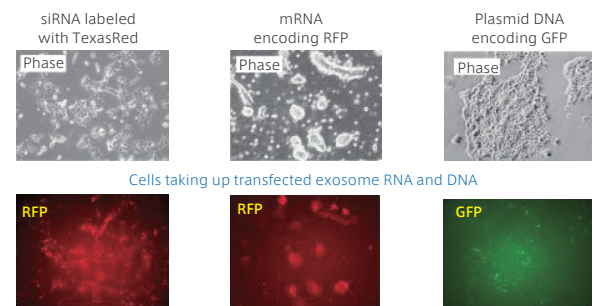 siRNA labeled
with TexasRed
mRNA
encoding RFP
Plasmid DNA
encoding GFP
Phase
Phase
Phase
Cells taking up transfected exosome RNA and DNA
RFP
RFP
GFP